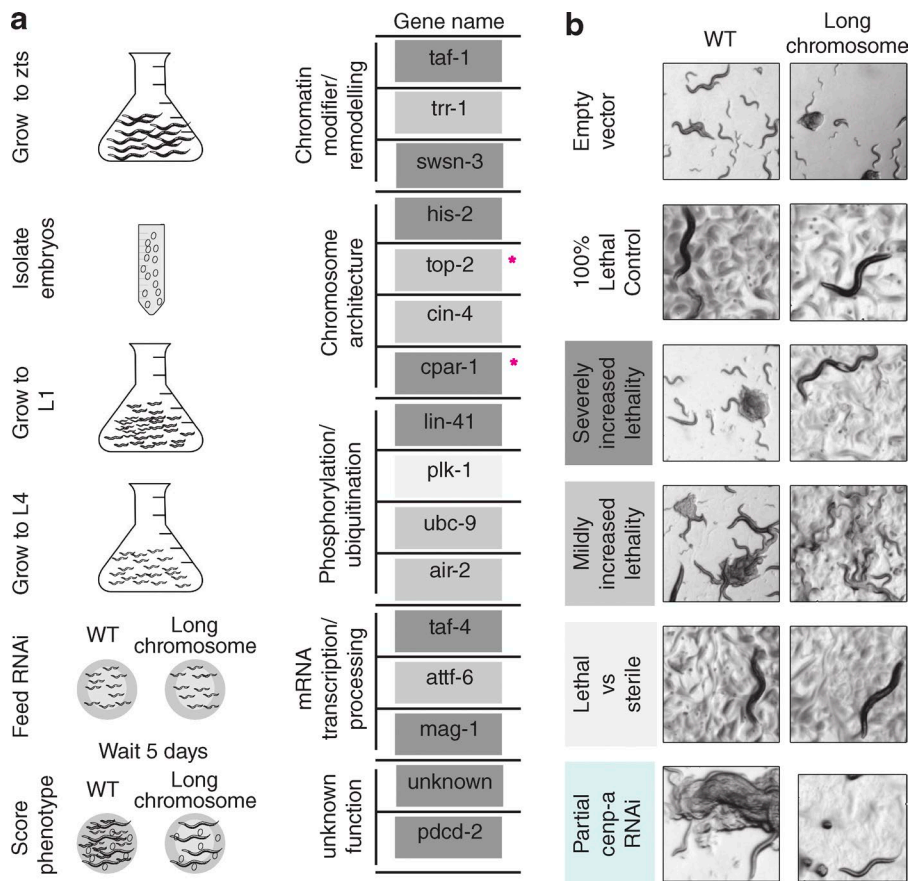 a
Grow to zts
Isolate
embryos
Grow to
L1
Grow to L4
Feed RNAi
WT
Long
chromosome
Wait 5 days
Score
phenotype
WT
Long
chromosome
Gene name
Chromatin
modifier/
remodelling
taf-1
trr-1
swsn-3
Chromosome
architecture
his-2
top-2 *
cin-4
cpar-1 *
Phosphorylation/
ubiquitination
lin-41
plk-1
ubc-9
air-2
mRNA
transcription/
processing
taf-4
attf-6
mag-1
unknown
function
unknown
pdcd-2
b
WT
Long
chromosome
Empty
vector
100%
Lethal
Control
Severely
increased
lethality
Mildly
increased
lethality
Lethal
vs
sterile
Partial
cenp-a
RNAi